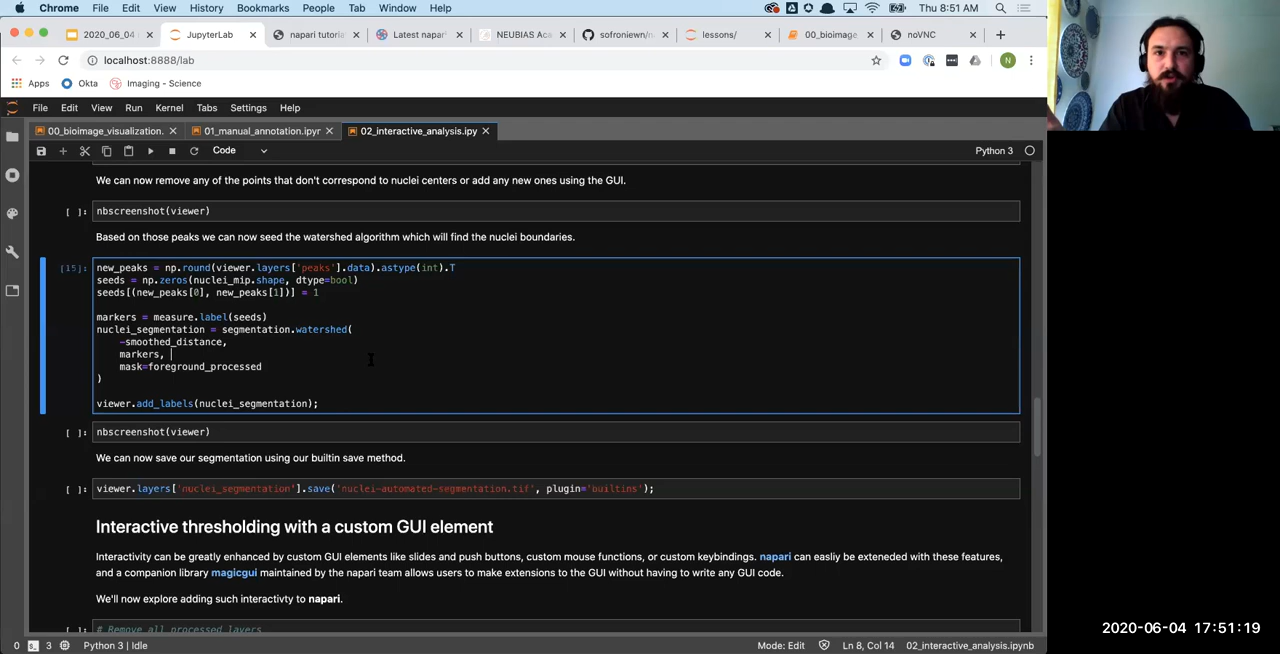 Chrome File Edit View History Bookmarks People Tab Window Help Thu 8:51 AM
2020_06_04 JupyterLab napari tutoria Latest napari NEUBIAS Aca sofroniewn/n lessons/ 00_bioimage noVNC
localhost:8888/lab N
Apps Okta Imaging - Science
File Edit View Run Kernel Tabs Settings Help
00_bioimage_visualization. 01_manual_annotation.ipyn 02_interactive_analysis.ipy
Code Python 3
We can now remove any of the points that don't correspond to nuclei centers or add any new ones using the GUI.
[ ]: nbscreenshot(viewer)
Based on those peaks we can now seed the watershed algorithm which will find the nuclei boundaries.
[15]: new_peaks = np.round(viewer.layers['peaks'].data).astype(int).T
seeds = np.zeros(nuclei_mip.shape, dtype=bool)
seeds[(new_peaks[0], new_peaks[1])] = 1
markers = measure.label(seeds)
nuclei_segmentation = segmentation.watershed(
-smoothed_distance,
markers,
mask=foreground_processed
)
viewer.add_labels(nuclei_segmentation);
[ ]: nbscreenshot(viewer)
We can now save our segmentation using our builtin save method.
[ ]: viewer.layers['nuclei_segmentation'].save('nuclei-automated-segmentation.tif', plugin='builtins');
Interactive thresholding with a custom GUI element
Interactivity can be greatly enhanced by custom GUI elements like slides and push buttons, custom mouse functions, or custom keybindings. napari can easliy be exteneded with these features,
and a companion library magicgui maintained by the napari team allows users to make extensions to the GUI without having to write any GUI code.
We'll now explore adding such interactivty to napari.
[ ]: # Remove all processed layers
0 3 Python 3 | Idle Mode: Edit Ln 8, Col 14 02_interactive_analysis.ipynb
2020-06-04 17:51:19